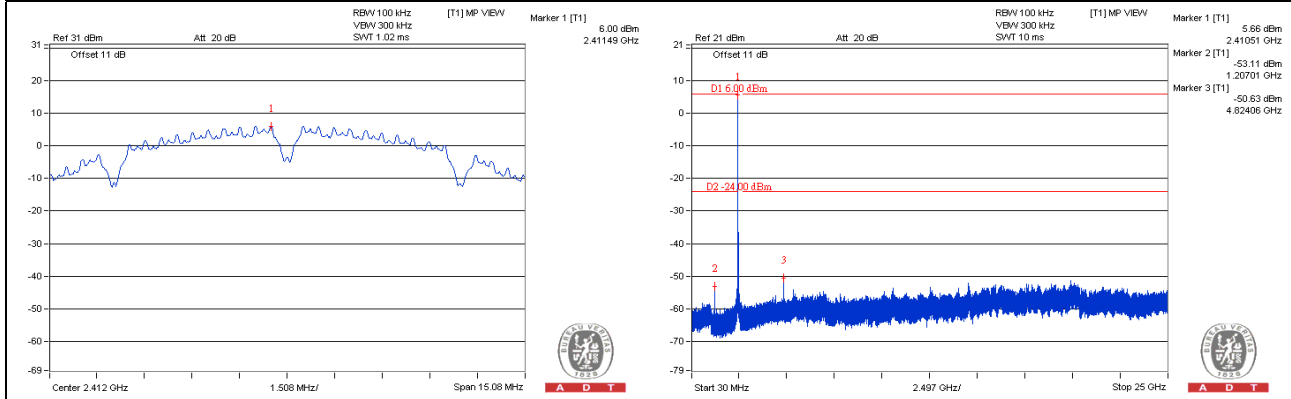 RBW 100 kHz [T1] MP VIEW
VBW 300 kHz
Ref 31 dBm Att 20 dB SWT 1.02 ms
Marker 1 [T1]
6.00 dBm
2.41149 GHz
31
Offset 11 dB
20
10
0
-10
-20
-30
-40
-50
-60
-69
1
Center 2.412 GHz 1.508 MHz/ Span 15.08 MHz
BUREAU VERITAS
1828
A D T
RBW 100 kHz [T1] MP VIEW
VBW 300 kHz
Ref 21 dBm Att 20 dB SWT 10 ms
Marker 1 [T1]
5.66 dBm
2.41051 GHz
Marker 2 [T1]
-53.11 dBm
1.20701 GHz
Marker 3 [T1]
-50.63 dBm
4.82406 GHz
21
Offset 11 dB
10
0
-10
-20
-30
-40
-50
-60
-70
-79
1
D1 6.00 dBm
D2 -24.00 dBm
2
3
Start 30 MHz 2.497 GHz/ Stop 25 GHz
BUREAU VERITAS
1828
A D T